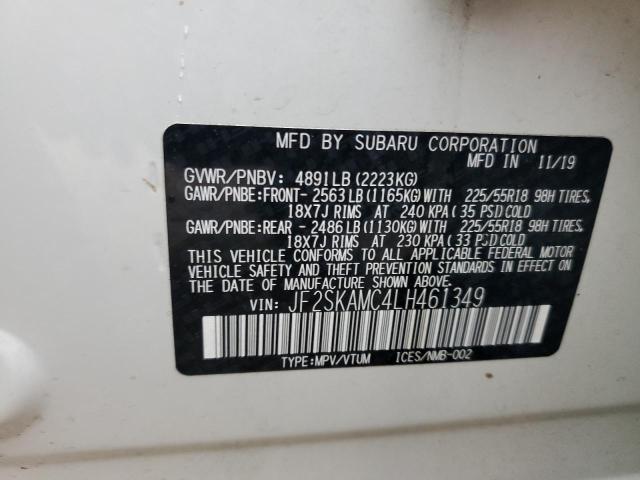 MFD BY SUBARU CORPORATION
MFD IN 11/19
GVWR/PNBV: 4891LB (2223KG)
GAWR/PNBE:FRONT- 2563LB (1165KG) WITH 225/55R18 98H TIRES,
18X7J RIMS AT 240 KPA ( 35 PSI) COLD
GAWR/PNBE:REAR - 2486LB (1130KG) WITH 225/55R18 98H TIRES,
18X7J RIMS AT 230 KPA ( 33 PSI) COLD
THIS VEHICLE CONFORMS TO ALL APPLICABLE FEDERAL MOTOR
VEHICLE SAFETY AND THEFT PREVENTION STANDARDS IN EFFECT ON
THE DATE OF MANUFACTURE SHOWN ABOVE.
VIN: JF2SKAMC4LH461349
TYPE:MPV/VTUM ICES/NMB-002